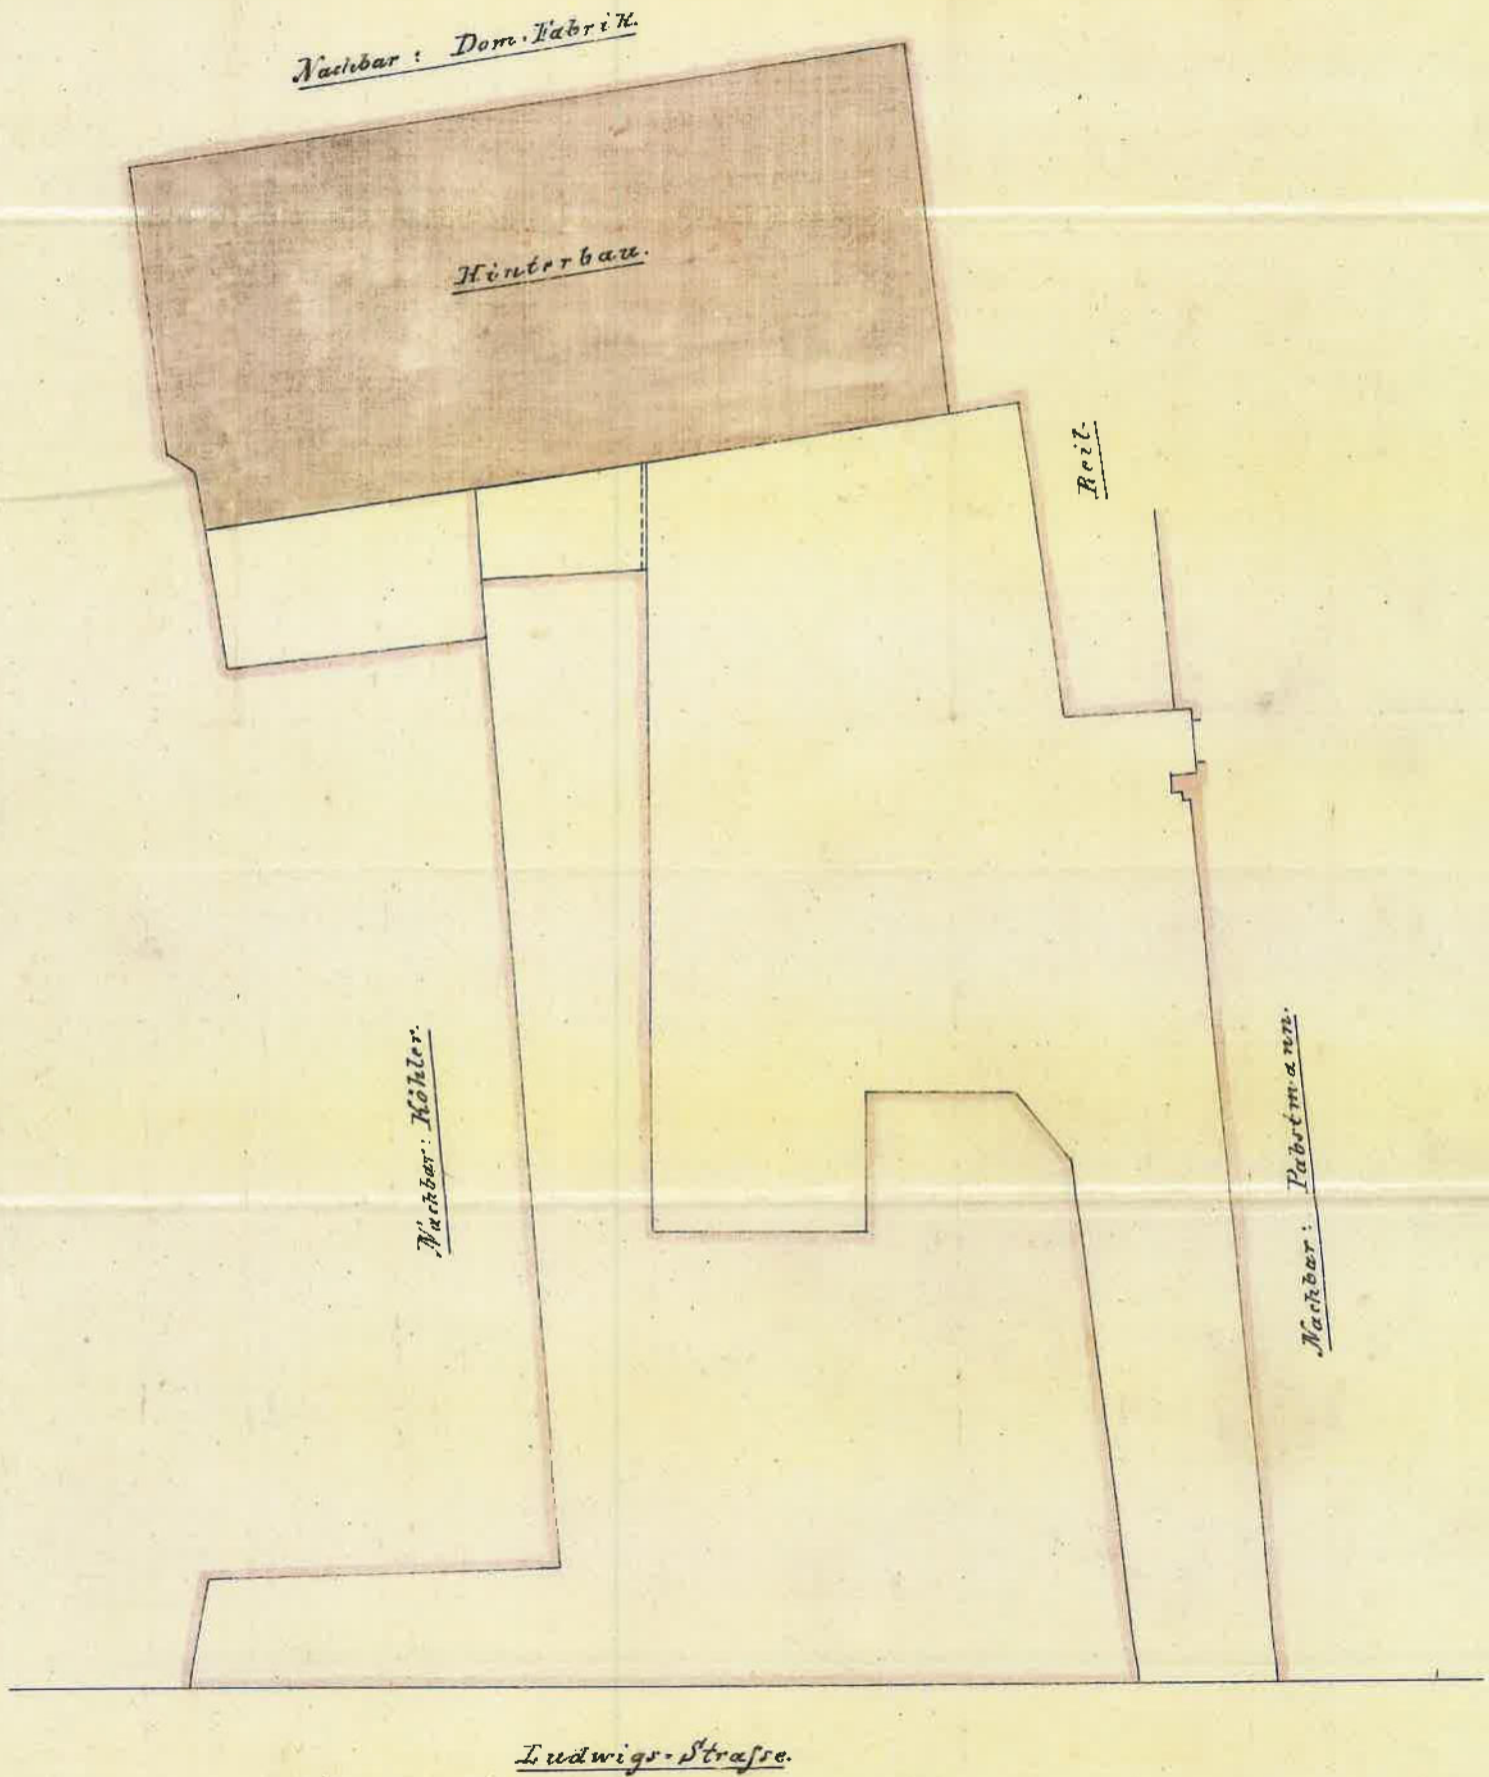 Nachbar: Dom-Fabrik.
Hinterbau.
Reil.
Nachbar: Köhler.
Nachbar: Pabstmann.
Ludwigs-Straſse.